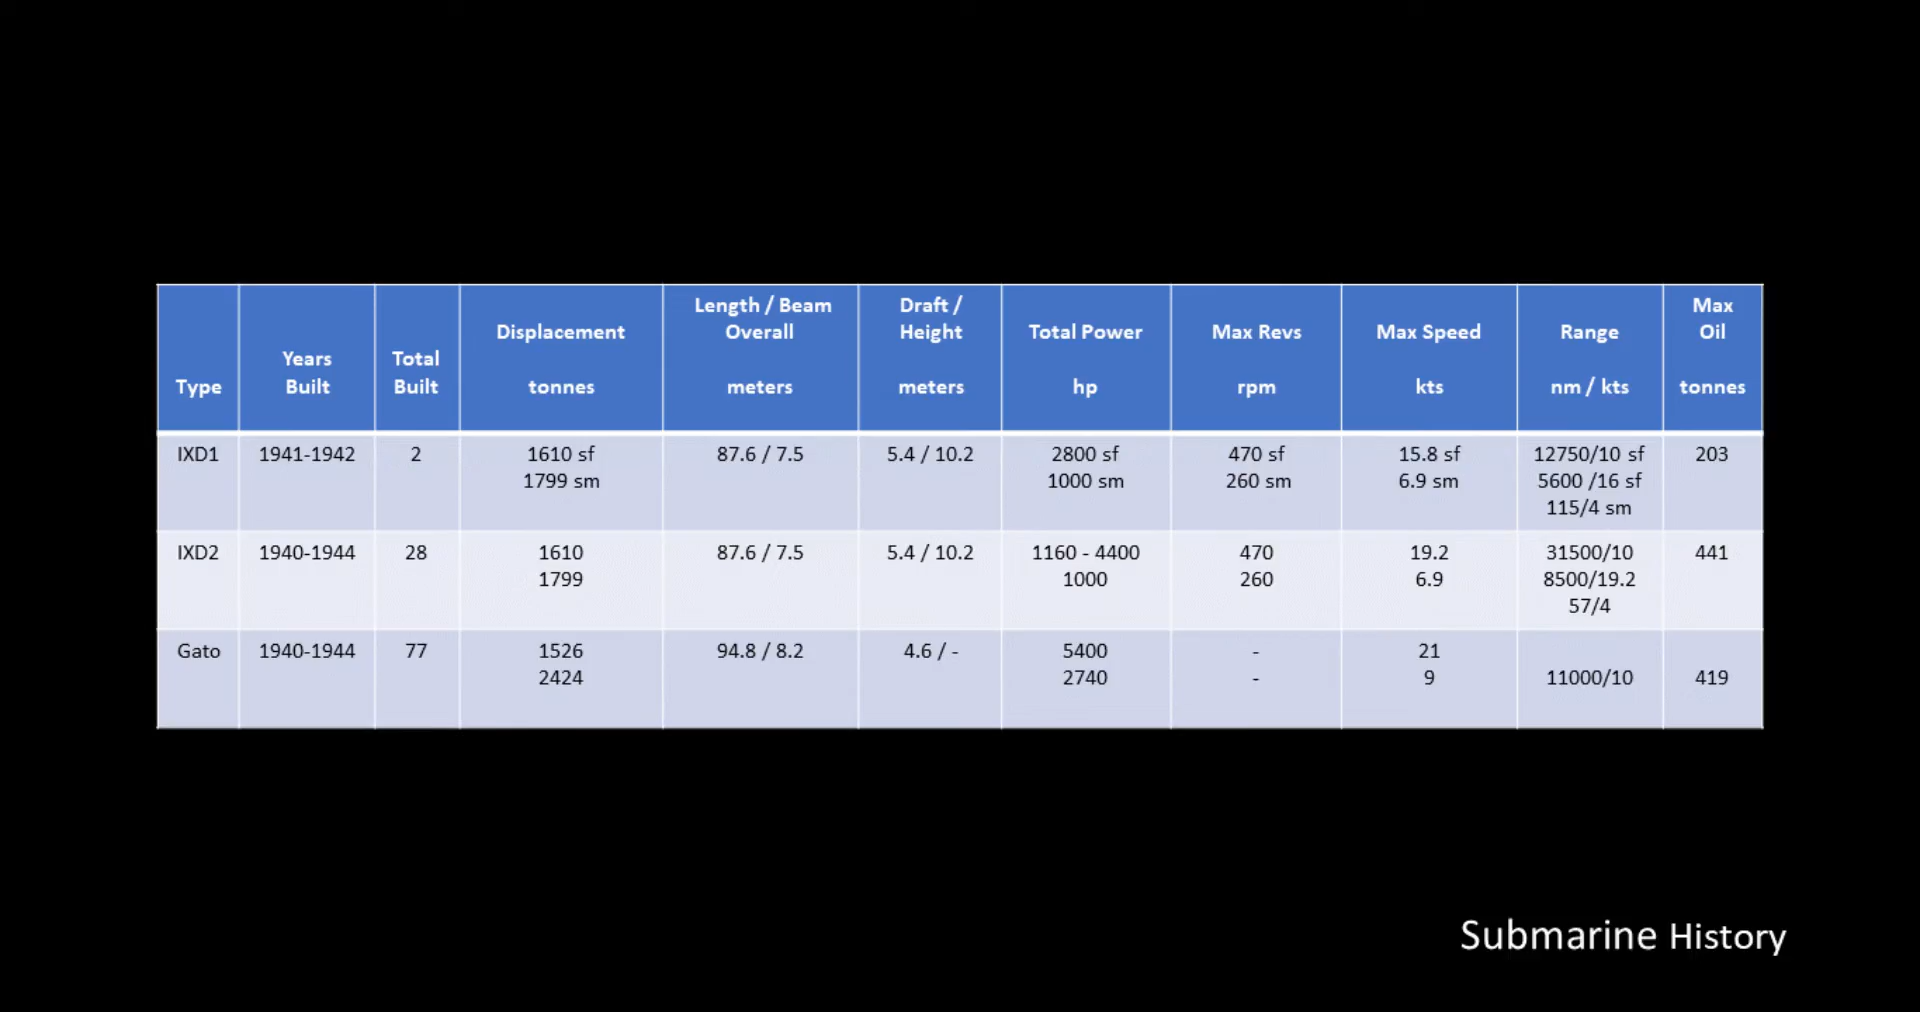 Type
Years
Built
Total
Built
Displacement
tonnes
Length / Beam
Overall
meters
Draft /
Height
meters
Total Power
hp
Max Revs
rpm
Max Speed
kts
Range
nm / kts
Max
Oil
tonnes
IXD1
1941-1942
2
1610 sf
1799 sm
87.6 / 7.5
5.4 / 10.2
2800 sf
1000 sm
470 sf
260 sm
15.8 sf
6.9 sm
12750/10 sf
5600 /16 sf
115/4 sm
203
IXD2
1940-1944
28
1610
1799
87.6 / 7.5
5.4 / 10.2
1160 - 4400
1000
470
260
19.2
6.9
31500/10
8500/19.2
57/4
441
Gato
1940-1944
77
1526
2424
94.8 / 8.2
4.6 / -
5400
2740
-
-
21
9
11000/10
419
Submarine History